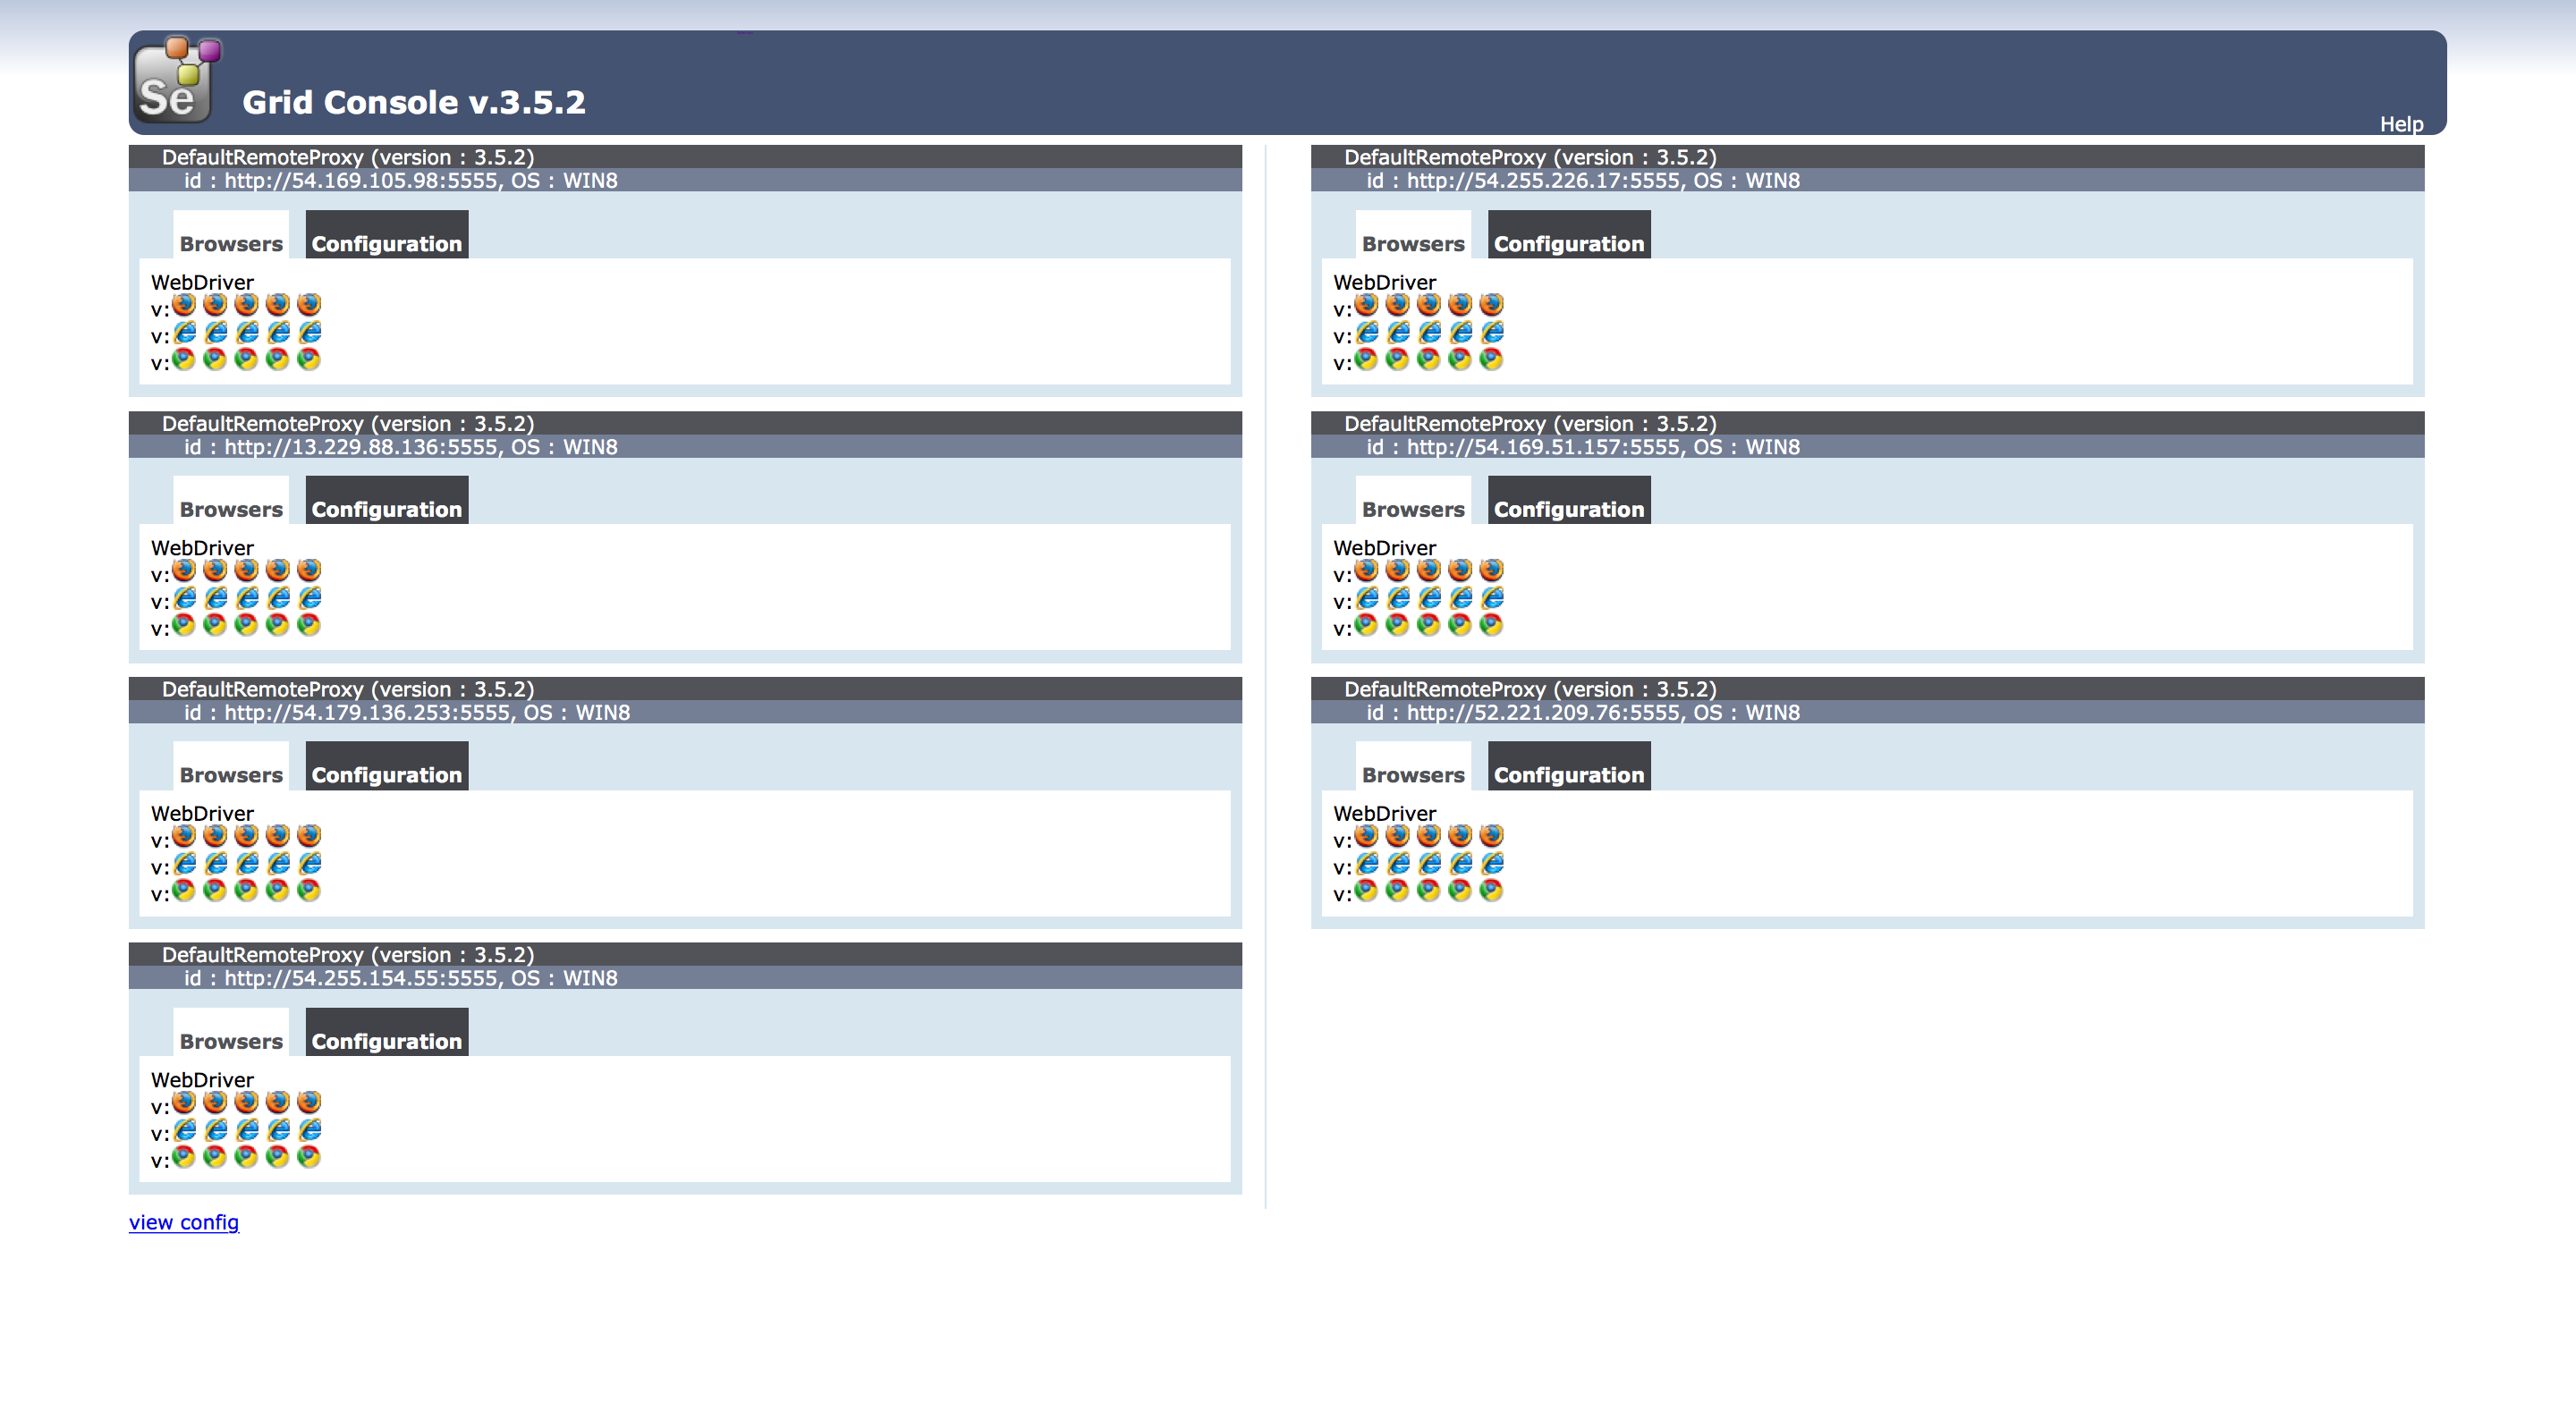 Se
Grid Console v.3.5.2
Help
DefaultRemoteProxy (version : 3.5.2)
id : http://54.169.105.98:5555, OS : WIN8
Browsers Configuration
WebDriver
v:
v:
v:
DefaultRemoteProxy (version : 3.5.2)
id : http://13.229.88.136:5555, OS : WIN8
Browsers Configuration
WebDriver
v:
v:
v:
DefaultRemoteProxy (version : 3.5.2)
id : http://54.179.136.253:5555, OS : WIN8
Browsers Configuration
WebDriver
v:
v:
v:
DefaultRemoteProxy (version : 3.5.2)
id : http://54.255.154.55:5555, OS : WIN8
Browsers Configuration
WebDriver
v:
v:
v:
DefaultRemoteProxy (version : 3.5.2)
id : http://54.255.226.17:5555, OS : WIN8
Browsers Configuration
WebDriver
v:
v:
v:
DefaultRemoteProxy (version : 3.5.2)
id : http://54.169.51.157:5555, OS : WIN8
Browsers Configuration
WebDriver
v:
v:
v:
DefaultRemoteProxy (version : 3.5.2)
id : http://52.221.209.76:5555, OS : WIN8
Browsers Configuration
WebDriver
v:
v:
v:
view config